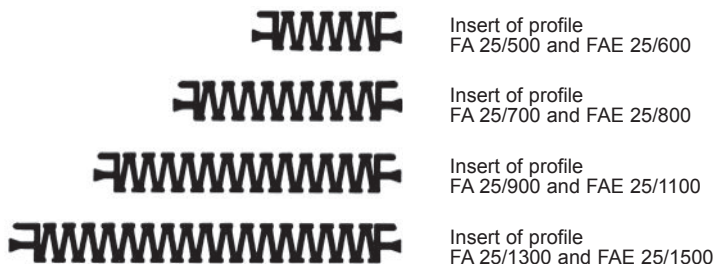 Insert of profile
FA 25/500 and FAE 25/600
Insert of profile
FA 25/700 and FAE 25/800
Insert of profile
FA 25/900 and FAE 25/1100
Insert of profile
FA 25/1300 and FAE 25/1500